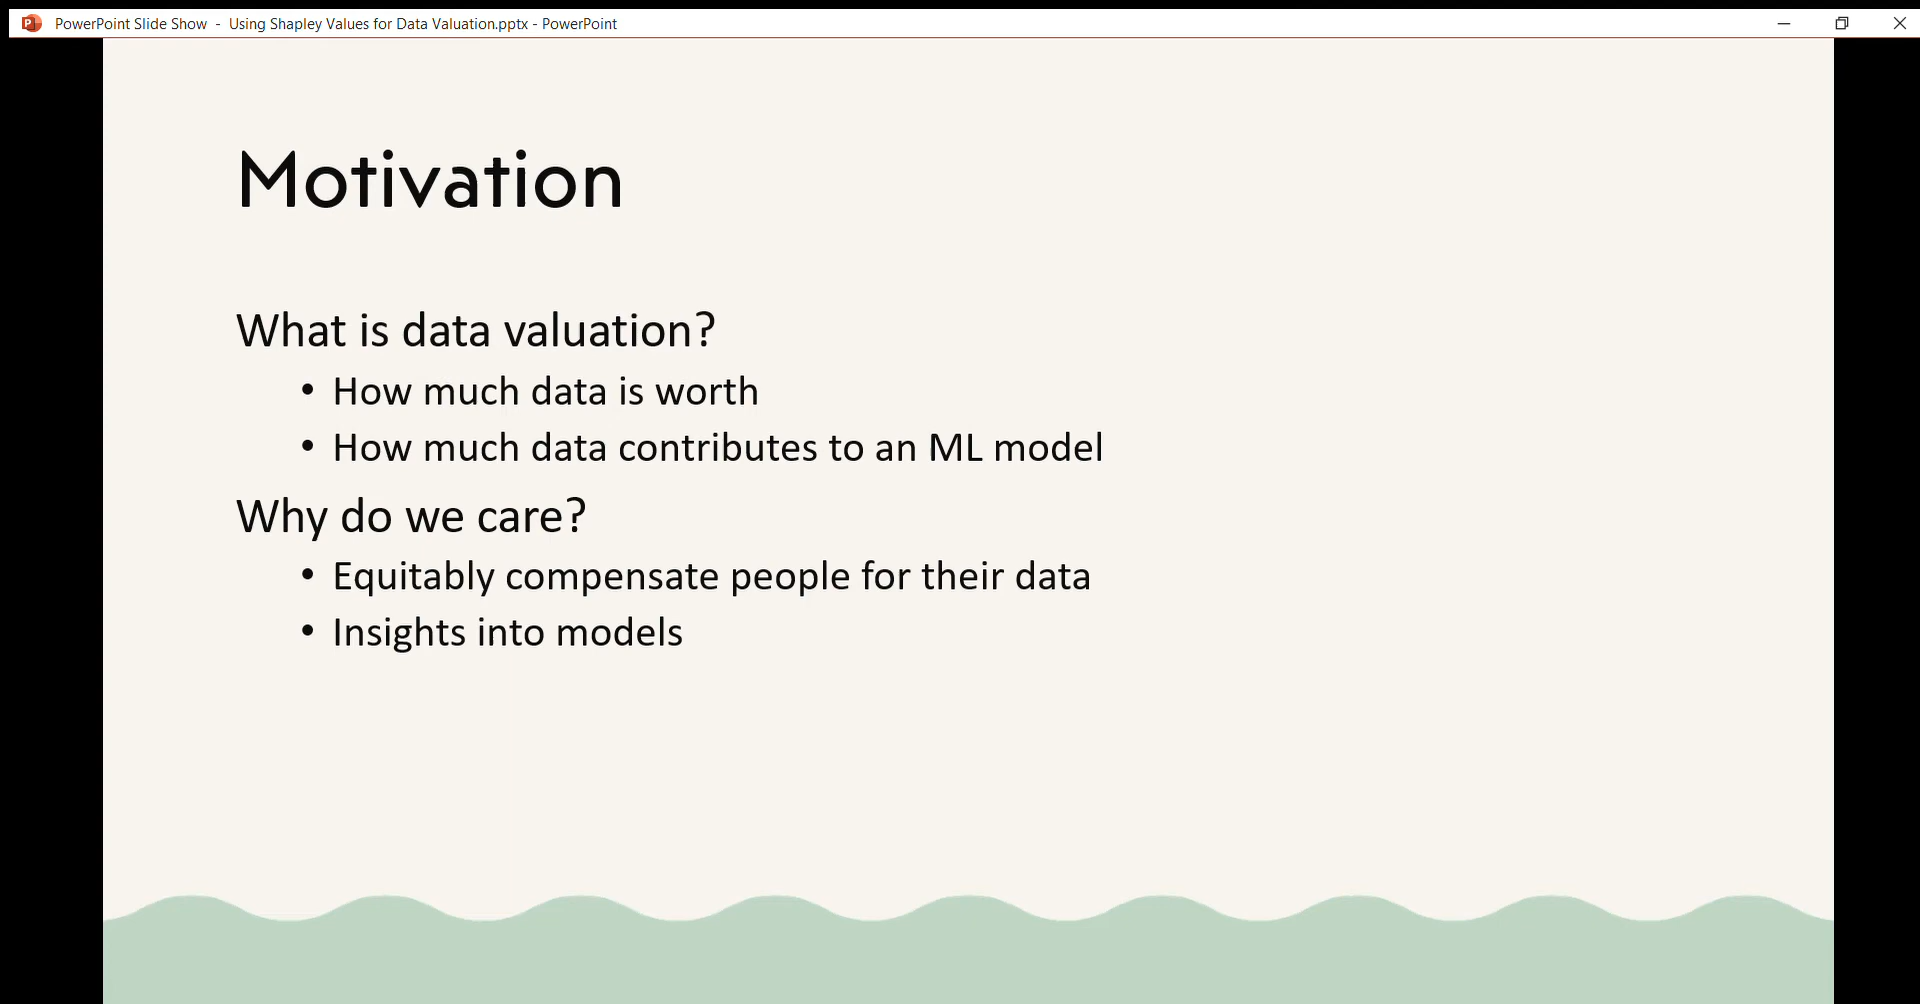 PowerPoint Slide Show - Using Shapley Values for Data Valuation.pptx - PowerPoint
Motivation
What is data valuation?
• How much data is worth
• How much data contributes to an ML model
Why do we care?
• Equitably compensate people for their data
• Insights into models